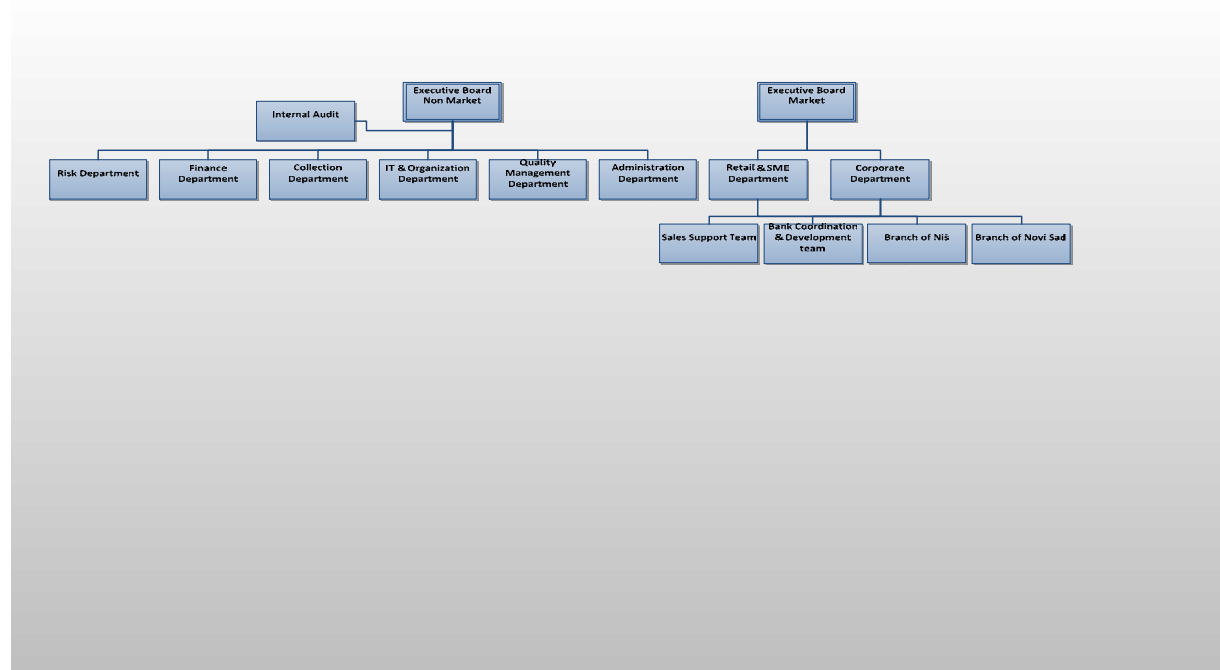 Executive Board
Non Market
Executive Board
Market
Internal Audit
Risk Department
Finance
Department
Collection
Department
IT & Organization
Department
Quality
Management
Department
Administration
Department
Retail & SME
Department
Corporate
Department
Sales Support Team
Bank Coordination
& Development
team
Branch of Niš
Branch of Novi Sad